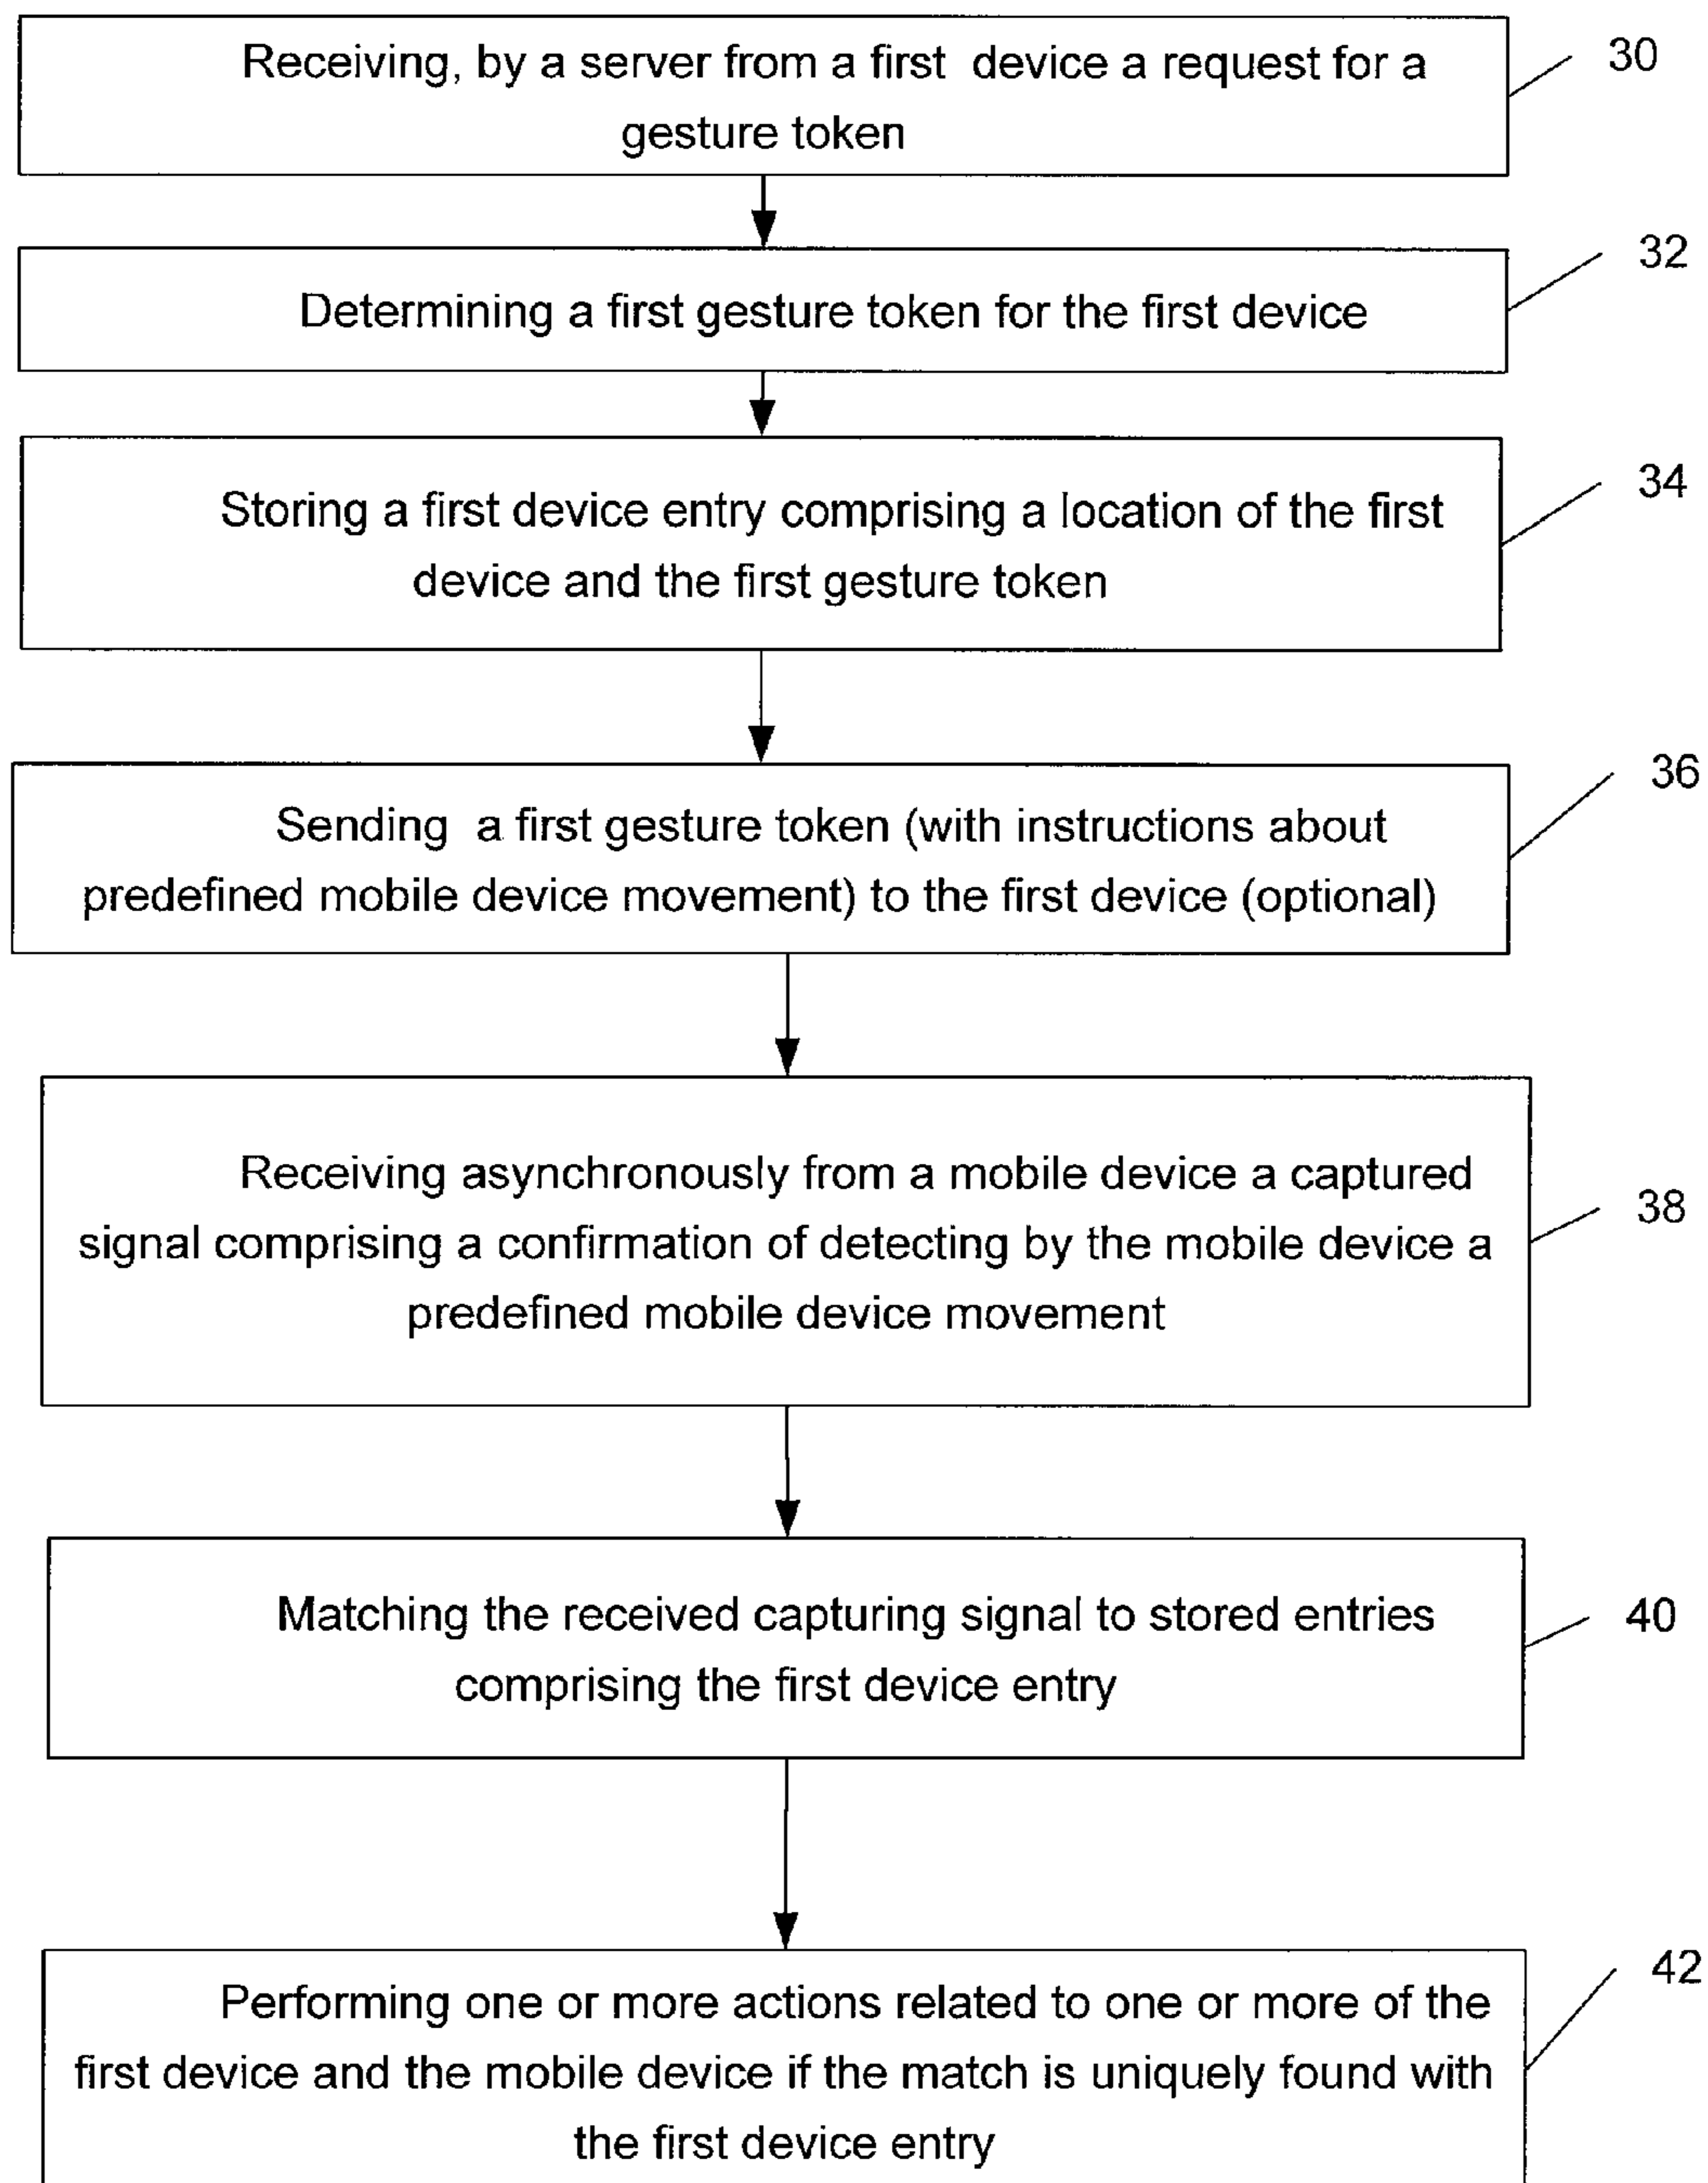 Receiving, by a server from a first device a request for a
gesture token
30
Determining a first gesture token for the first device
32
Storing a first device entry comprising a location of the first
device and the first gesture token
34
Sending a first gesture token (with instructions about
predefined mobile device movement) to the first device (optional)
36
Receiving asynchronously from a mobile device a captured
signal comprising a confirmation of detecting by the mobile device a
predefined mobile device movement
38
Matching the received capturing signal to stored entries
comprising the first device entry
40
Performing one or more actions related to one or more of the
first device and the mobile device if the match is uniquely found with
the first device entry
42